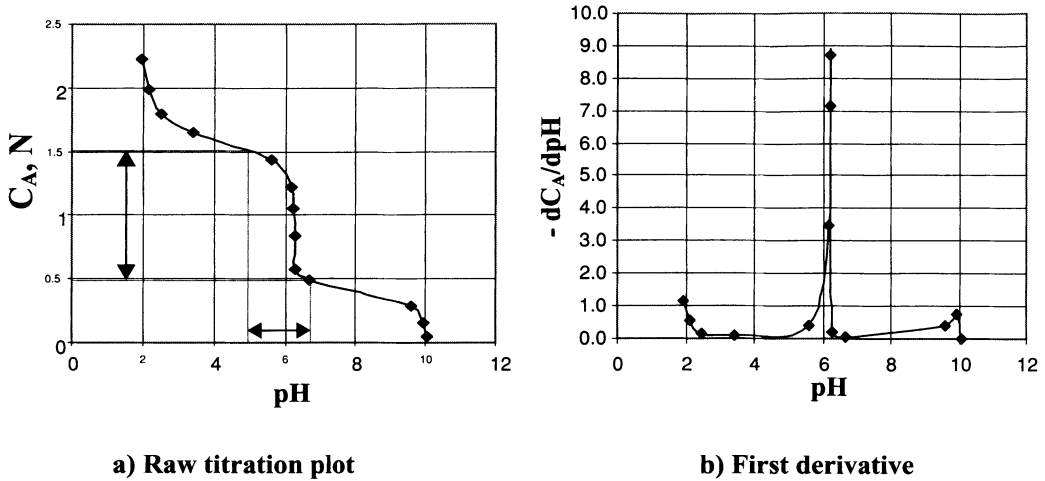 2.5
2
1.5
1
0.5
0
0 2 4 6 8 10 12
C_A, N
pH
a) Raw titration plot
10.0
9.0
8.0
7.0
6.0
5.0
4.0
3.0
2.0
1.0
0.0
0 2 4 6 8 10 12
- dC_A/dpH
pH
b) First derivative